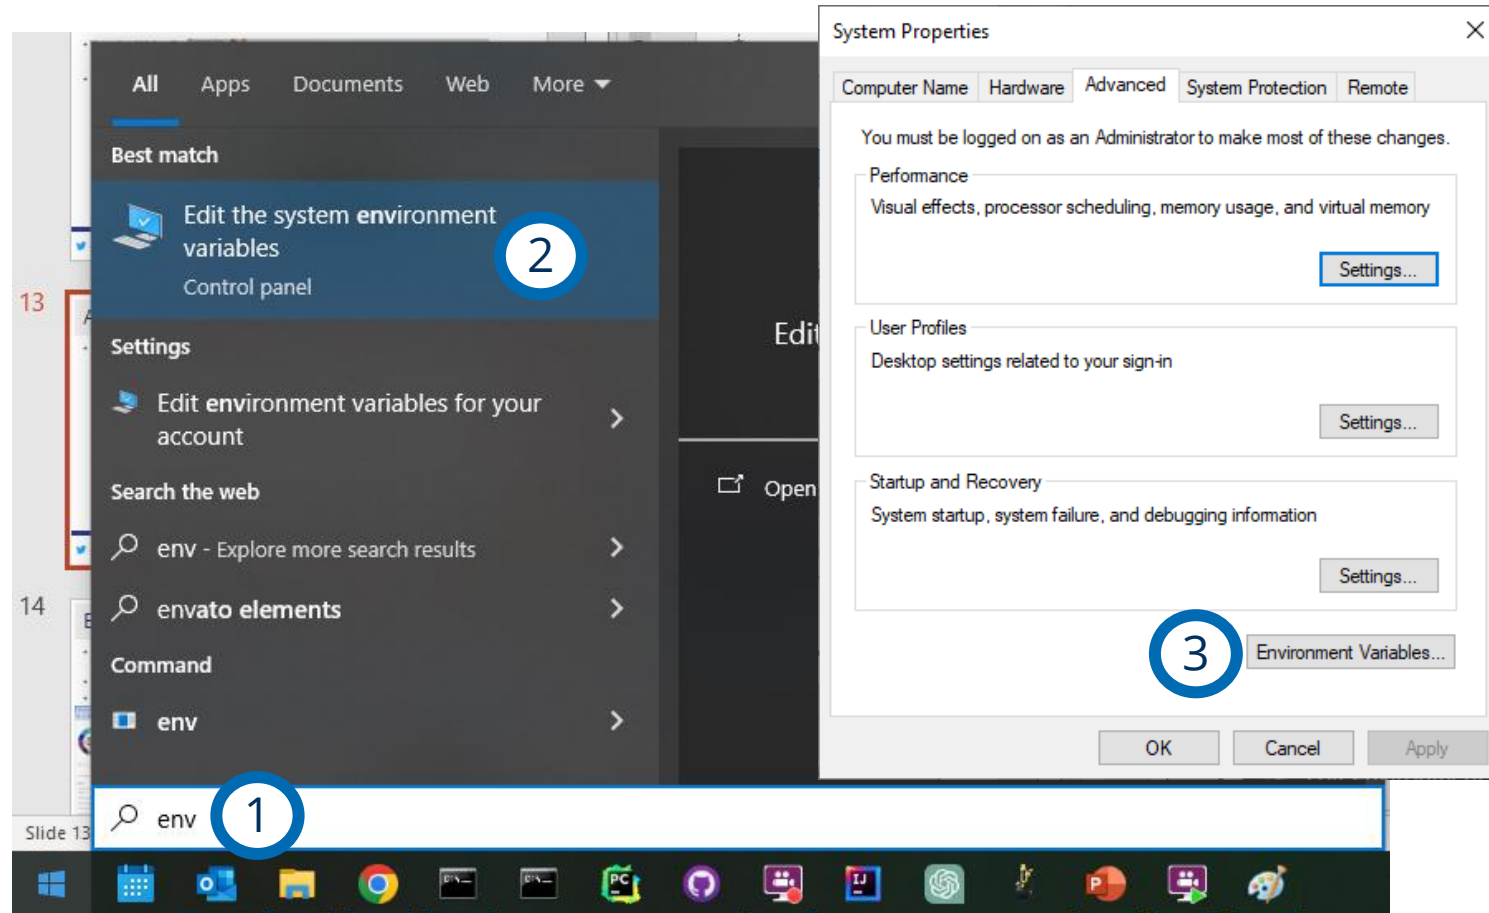 All Apps Documents Web More
Best match
Edit the system environment
variables
Control panel
2
Settings
Edit environment variables for your
account
Search the web
env - Explore more search results
envato elements
Command
env
env
1
13
14
Slide 13
Edit
Open
System Properties
Computer Name Hardware Advanced System Protection Remote
You must be logged on as an Administrator to make most of these changes.
Performance
Visual effects, processor scheduling, memory usage, and virtual memory
Settings...
User Profiles
Desktop settings related to your sign-in
Settings...
Startup and Recovery
System startup, system failure, and debugging information
Settings...
3
Environment Variables...
OK Cancel Apply
PC
IJ
P